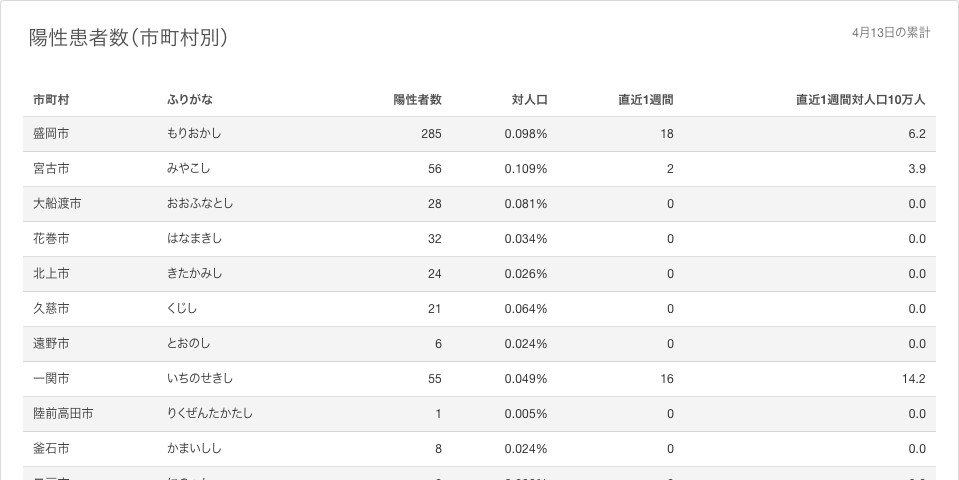 陽性患者数(市町村別)
4月13日の累計
市町村 ふりがな 陽性者数 対人口 直近1週間 直近1週間対人口10万人
盛岡市 もりおかし 285 0.098% 18 6.2
宮古市 みやこし 56 0.109% 2 3.9
大船渡市 おおふなとし 28 0.081% 0 0.0
花巻市 はなまきし 32 0.034% 0 0.0
北上市 きたかみし 24 0.026% 0 0.0
久慈市 くじし 21 0.064% 0 0.0
遠野市 とおのし 6 0.024% 0 0.0
一関市 いちのせきし 55 0.049% 16 14.2
陸前高田市 りくぜんたかたし 1 0.005% 0 0.0
釜石市 かまいしし 8 0.024% 0 0.0